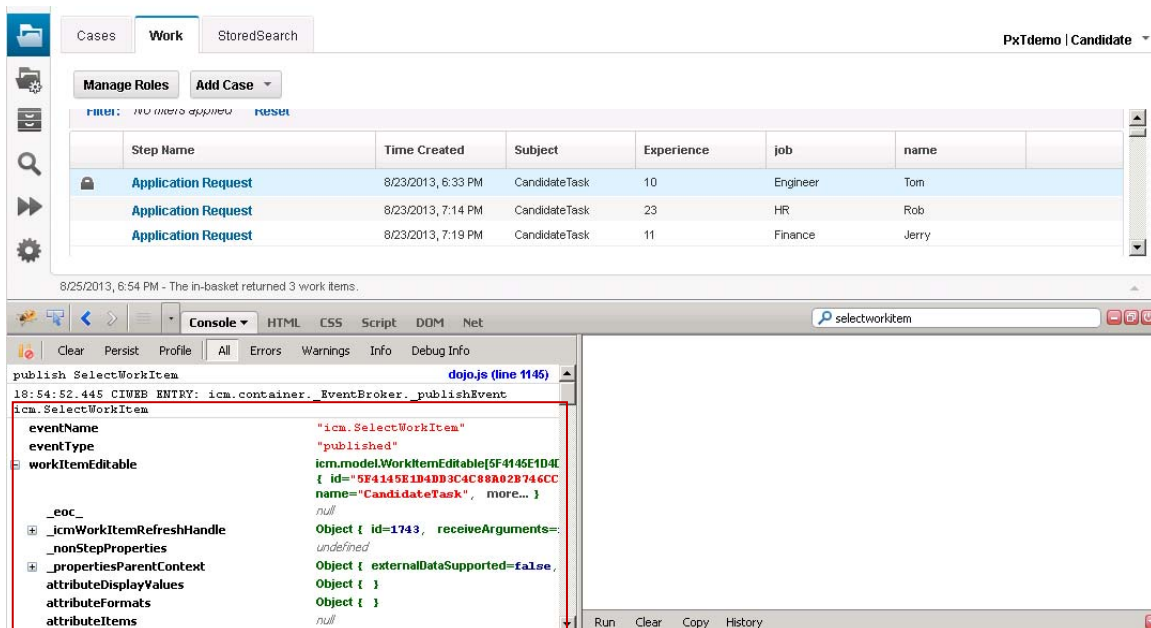 Cases Work StoredSearch
PxTdemo | Candidate
Manage Roles Add Case
Filter: No filters applied Reset
Step Name Time Created Subject Experience job name
Application Request 8/23/2013, 6:33 PM CandidateTask 10 Engineer Tom
Application Request 8/23/2013, 7:14 PM CandidateTask 23 HR Rob
Application Request 8/23/2013, 7:19 PM CandidateTask 11 Finance Jerry
8/25/2013, 6:54 PM - The in-basket returned 3 work items.
Console HTML CSS Script DOM Net
selectworkitem
Clear Persist Profile All Errors Warnings Info Debug Info
publish SelectWorkItem dojo.js (line 1145)
18:54:52.445 CIWEB ENTRY: icm.container._EventBroker._publishEvent
icm.SelectWorkItem
eventName "icm.SelectWorkItem"
eventType "published"
workItemEditable icm.model.WorkItemEditable[5F4145E1D4D
{ id="5F4145E1D4DD3C4C88A02B746CC
name="CandidateTask", more... }
_eoc_ null
_icmWorkItemRefreshHandle Object { id=1743, receiveArguments=
_nonStepProperties undefined
_propertiesParentContext Object { externalDataSupported=false,
attributeDisplayValues Object { }
attributeFormats Object { }
attributeItems null
Run Clear Copy History